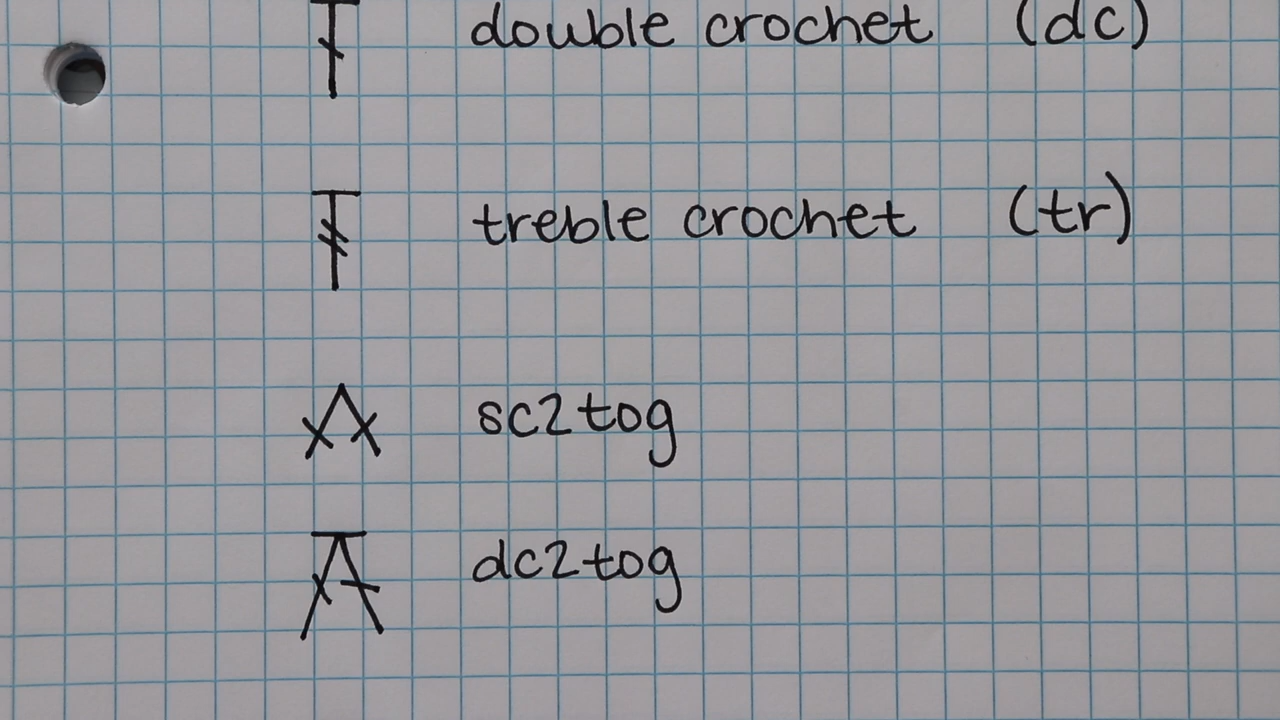 double crochet (dc)
treble crochet (tr)
sc2tog
dc2tog